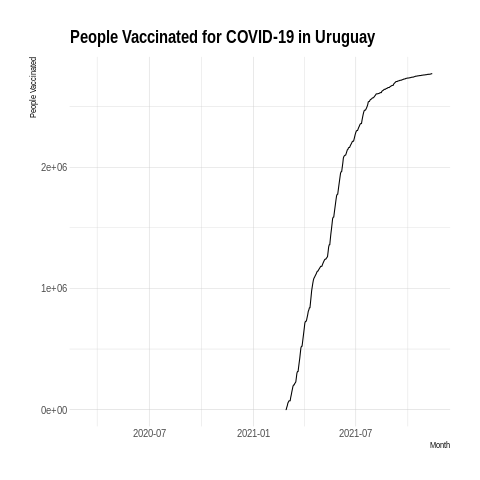 People Vaccinated for COVID-19 in Uruguay
People Vaccinated
2e+06
1e+06
0e+00
2020-07
2021-01
2021-07
Month